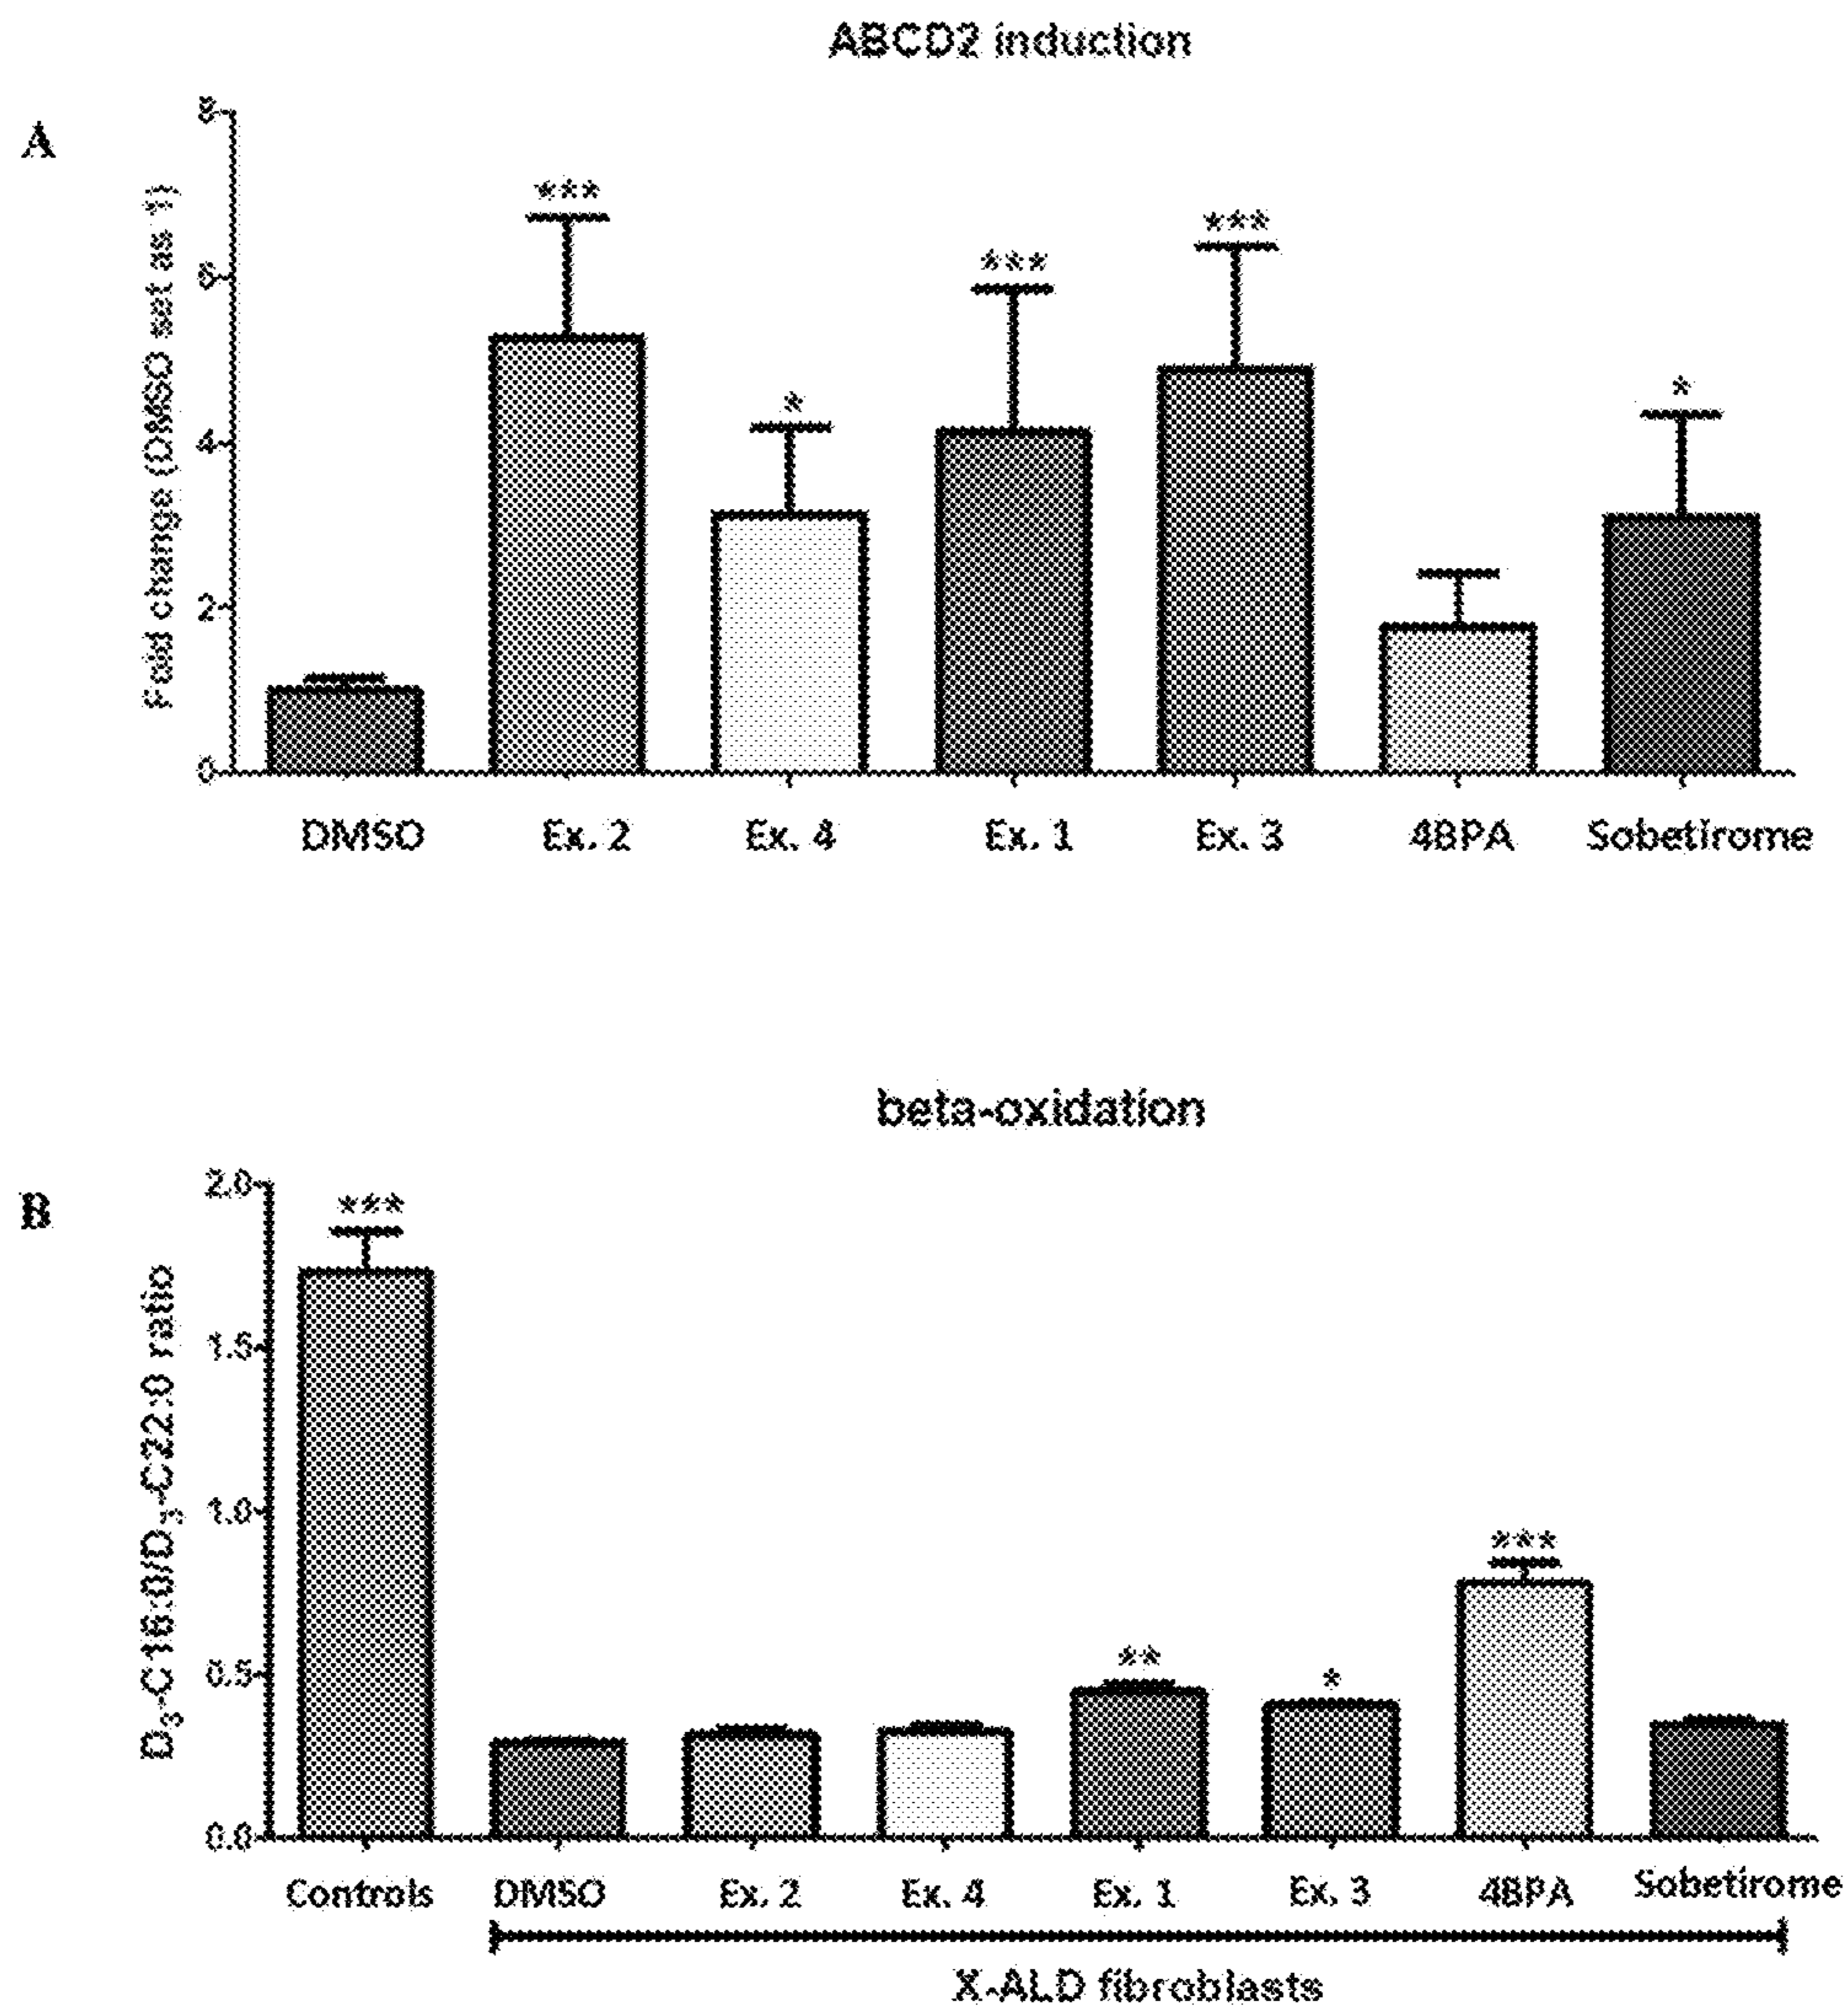 ABCD2 induction
A
Fold change (DMSO set as 1)
8
6
4
2
0
***
*
***
***
*
DMSO Ex. 2 Ex. 4 Ex. 1 Ex. 3 4BPA Sobetirome
beta-oxidation
B
D3-C16:0/D3-C22:0 ratio
2.0
1.5
1.0
0.5
0.0
***
**
*
***
Controls DMSO Ex. 2 Ex. 4 Ex. 1 Ex. 3 4BPA Sobetirome
X-ALD fibroblasts